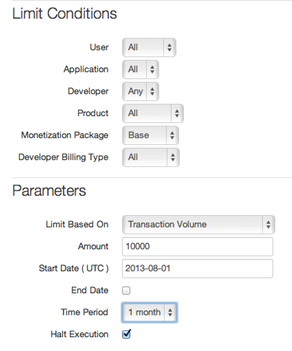 Limit Conditions
User All
Application All
Developer Any
Product All
Monetization Package Base
Developer Billing Type All
Parameters
Limit Based On Transaction Volume
Amount 10000
Start Date ( UTC ) 2013-08-01
End Date
Time Period 1 month
Halt Execution